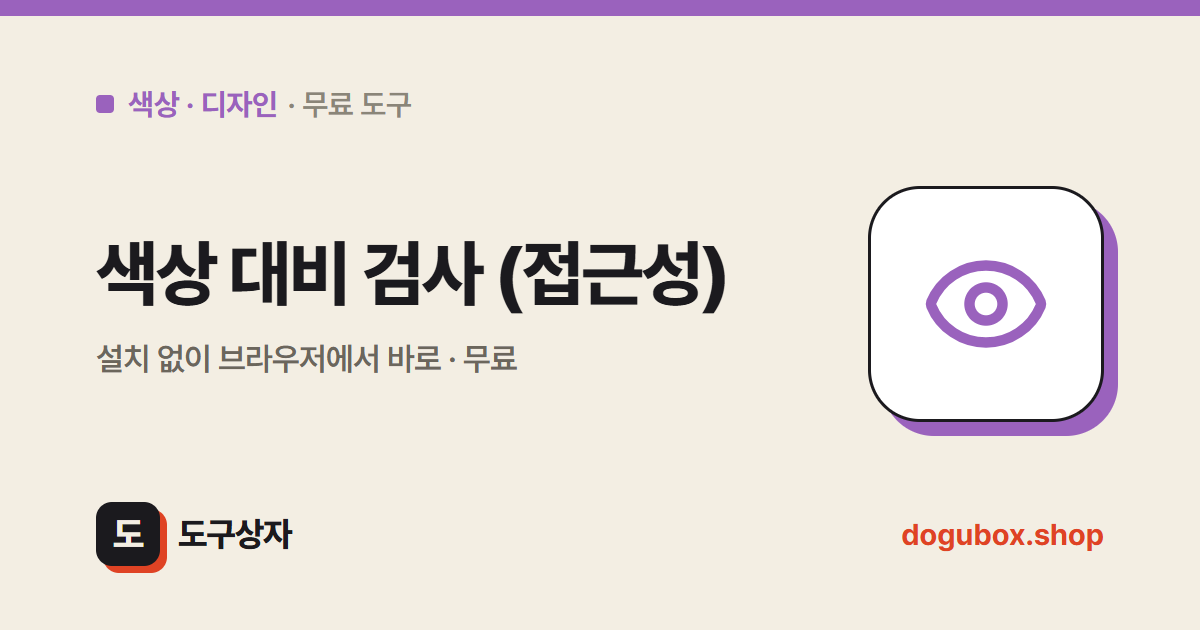 색상 · 디자인 · 무료 도구
색상 대비 검사 (접근성)
설치 없이 브라우저에서 바로 · 무료
도 도구상자
dogubox.shop